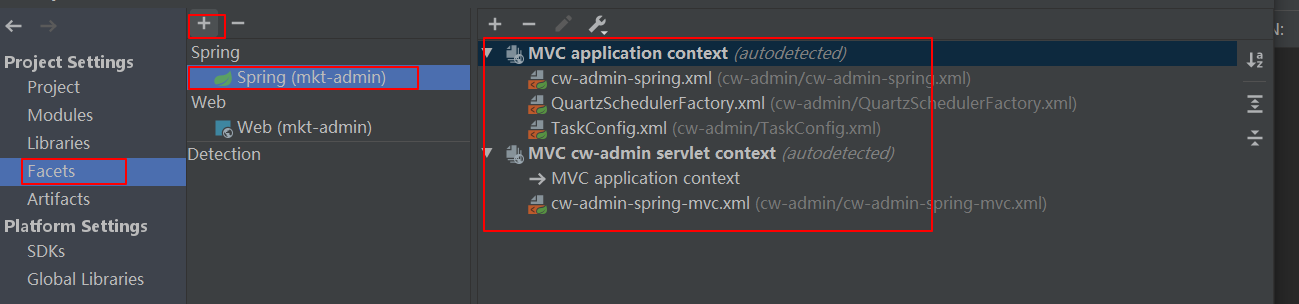 Project Settings
Project
Modules
Libraries
Facets
Artifacts
Platform Settings
SDKs
Global Libraries
Spring
Spring (mkt-admin)
Web
Web (mkt-admin)
Detection
MVC application context (autodetected)
cw-admin-spring.xml (cw-admin/cw-admin-spring.xml)
QuartzSchedulerFactory.xml (cw-admin/QuartzSchedulerFactory.xml)
TaskConfig.xml (cw-admin/TaskConfig.xml)
MVC cw-admin servlet context (autodetected)
MVC application context
cw-admin-spring-mvc.xml (cw-admin/cw-admin-spring-mvc.xml)
N: